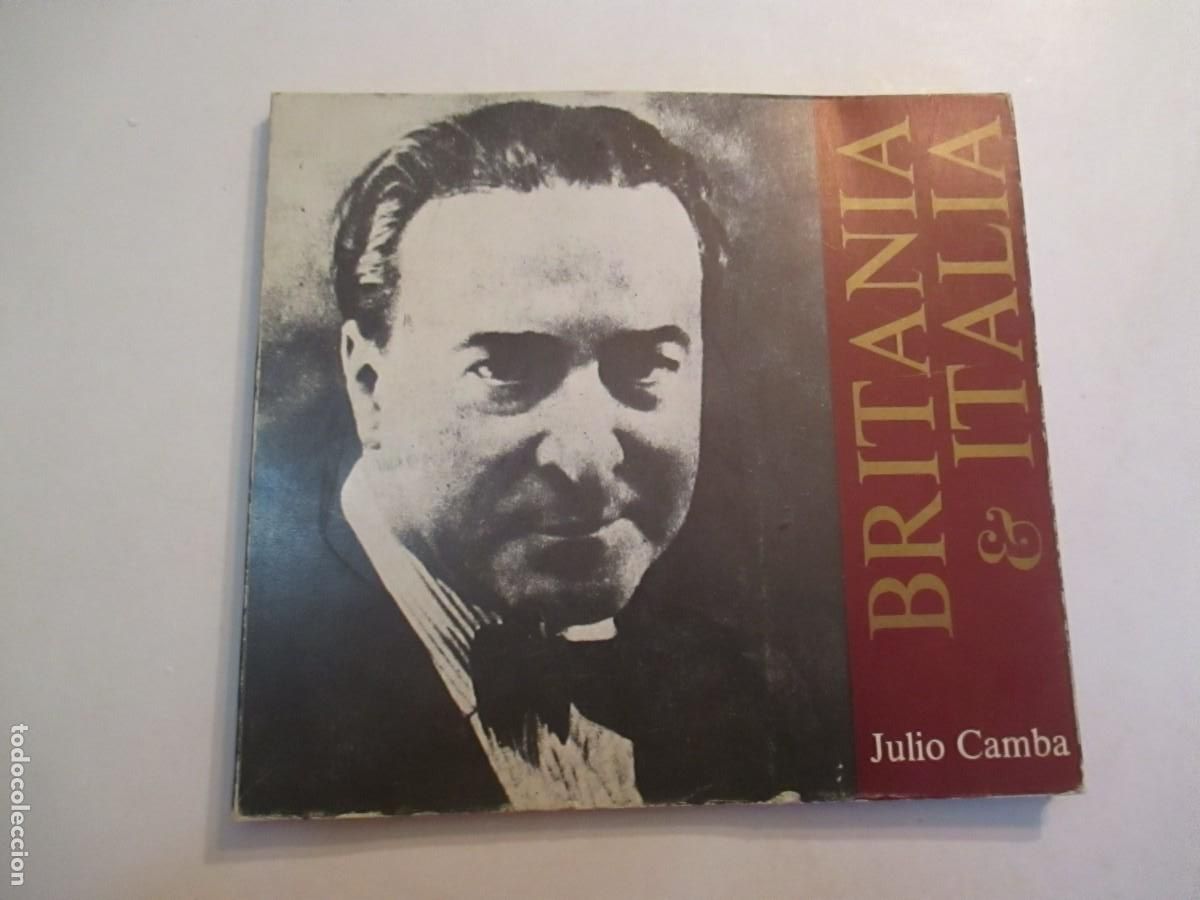 BRITANIA
& ITALIA
Julio Camba
todocoleccion